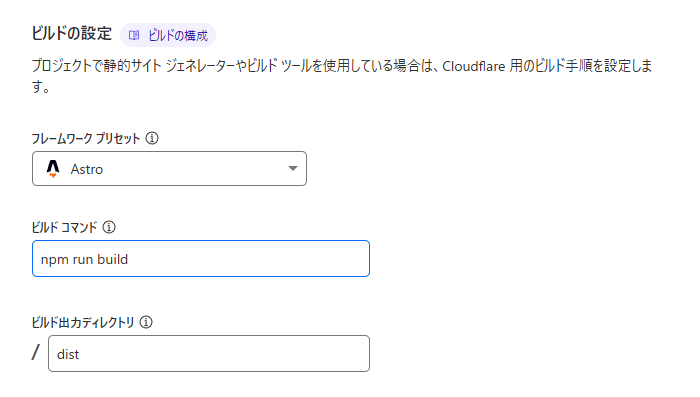 ビルドの設定 ビルドの構成
プロジェクトで静的サイト ジェネレーターやビルド ツールを使用している場合は、Cloudflare 用のビルド手順を設定しま
す。
フレームワーク プリセット
Astro
ビルド コマンド
npm run build
ビルド出力ディレクトリ
/ dist